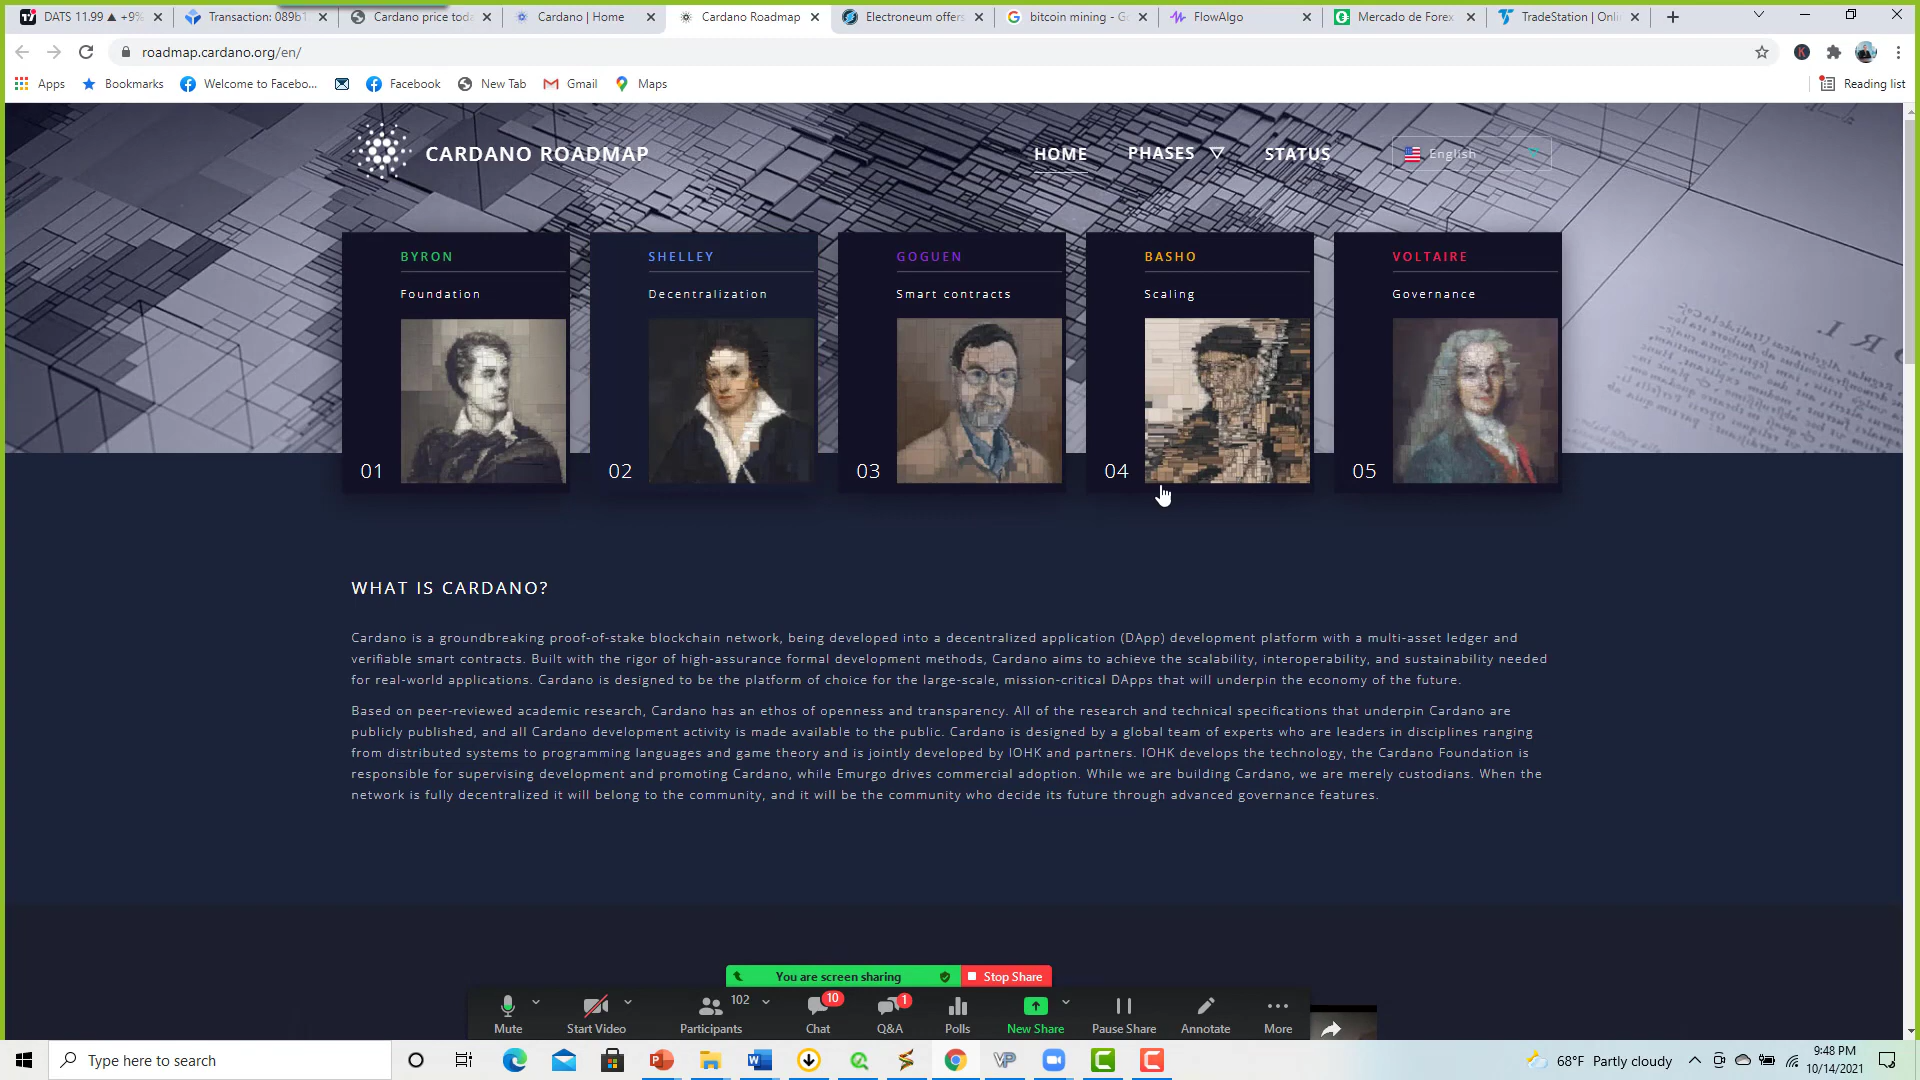 DATS 11.99 ▲ +9%
Transaction: 089b1
Cardano price toda
Cardano | Home
Cardano Roadmap
Electroneum offers
bitcoin mining - Go
FlowAlgo
Mercado de Forex
TradeStation | Onli
roadmap.cardano.org/en/
Apps
Bookmarks
Welcome to Facebo...
Facebook
New Tab
Gmail
Maps
Reading list
CARDANO ROADMAP
HOME
PHASES
STATUS
English
BYRON
Foundation
01
SHELLEY
Decentralization
02
GOGUEN
Smart contracts
03
BASHO
Scaling
04
VOLTAIRE
Governance
05
WHAT IS CARDANO?
Cardano is a groundbreaking proof-of-stake blockchain network, being developed into a decentralized application (DApp) development platform with a multi-asset ledger and
verifiable smart contracts. Built with the rigor of high-assurance formal development methods, Cardano aims to achieve the scalability, interoperability, and sustainability needed
for real-world applications. Cardano is designed to be the platform of choice for the large-scale, mission-critical DApps that will underpin the economy of the future.
Based on peer-reviewed academic research, Cardano has an ethos of openness and transparency. All of the research and technical specifications that underpin Cardano are
publicly published, and all Cardano development activity is made available to the public. Cardano is designed by a global team of experts who are leaders in disciplines ranging
from distributed systems to programming languages and game theory and is jointly developed by IOHK and partners. IOHK develops the technology, the Cardano Foundation is
responsible for supervising development and promoting Cardano, while Emurgo drives commercial adoption. While we are building Cardano, we are merely custodians. When the
network is fully decentralized it will belong to the community, and it will be the community who decide its future through advanced governance features.
You are screen sharing
Stop Share
Mute
Start Video
Participants
102
Chat
10
Q&A
1
Polls
New Share
Pause Share
Annotate
More
Type here to search
68°F Partly cloudy
9:48 PM
10/14/2021